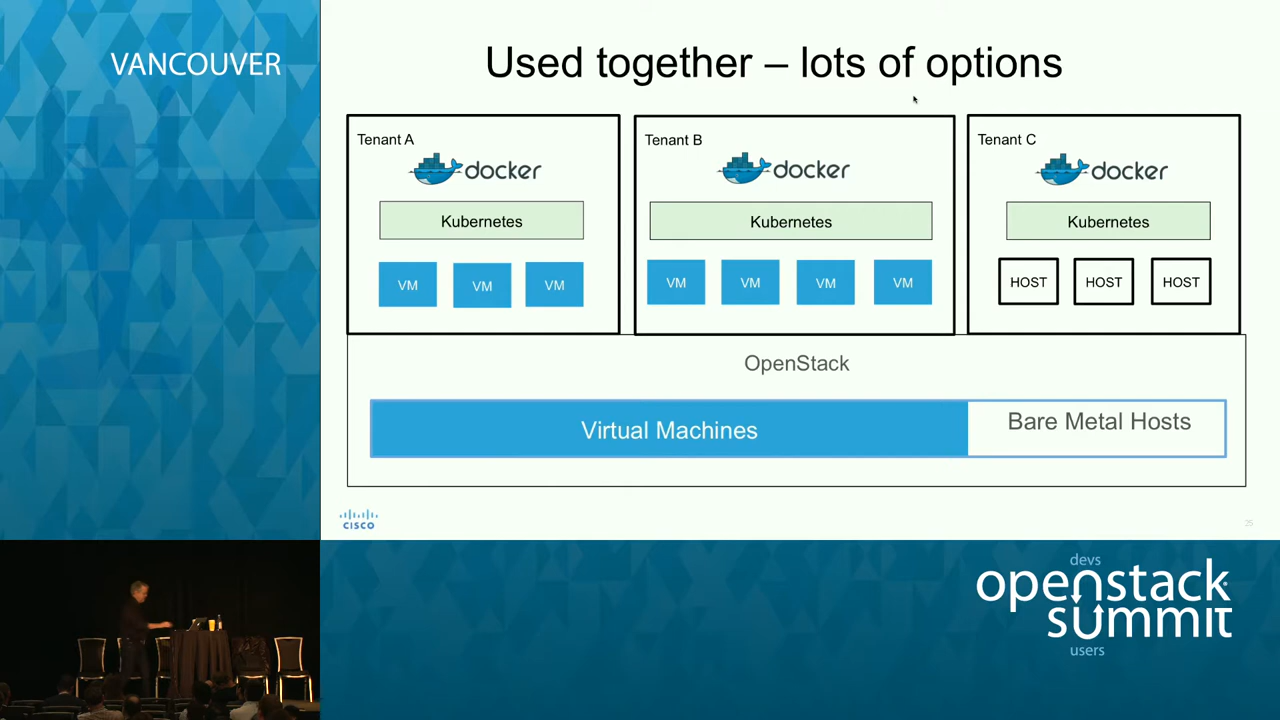 VANCOUVER
Used together – lots of options
Tenant A
docker
Kubernetes
VM VM VM
Tenant B
docker
Kubernetes
VM VM VM VM
Tenant C
docker
Kubernetes
HOST HOST HOST
OpenStack
Virtual Machines
Bare Metal Hosts
CISCO
25
devs
openstack
summit
users